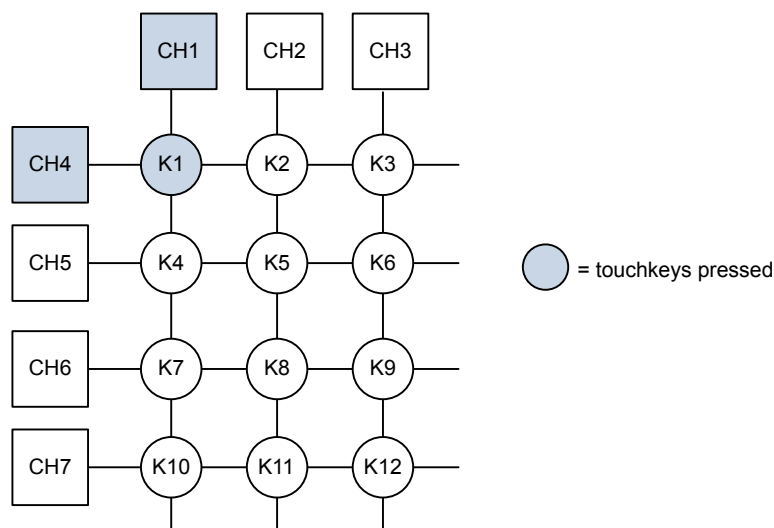 CH1 CH2 CH3
CH4 K1 K2 K3
CH5 K4 K5 K6
= touchkeys pressed
CH6 K7 K8 K9
CH7 K10 K11 K12